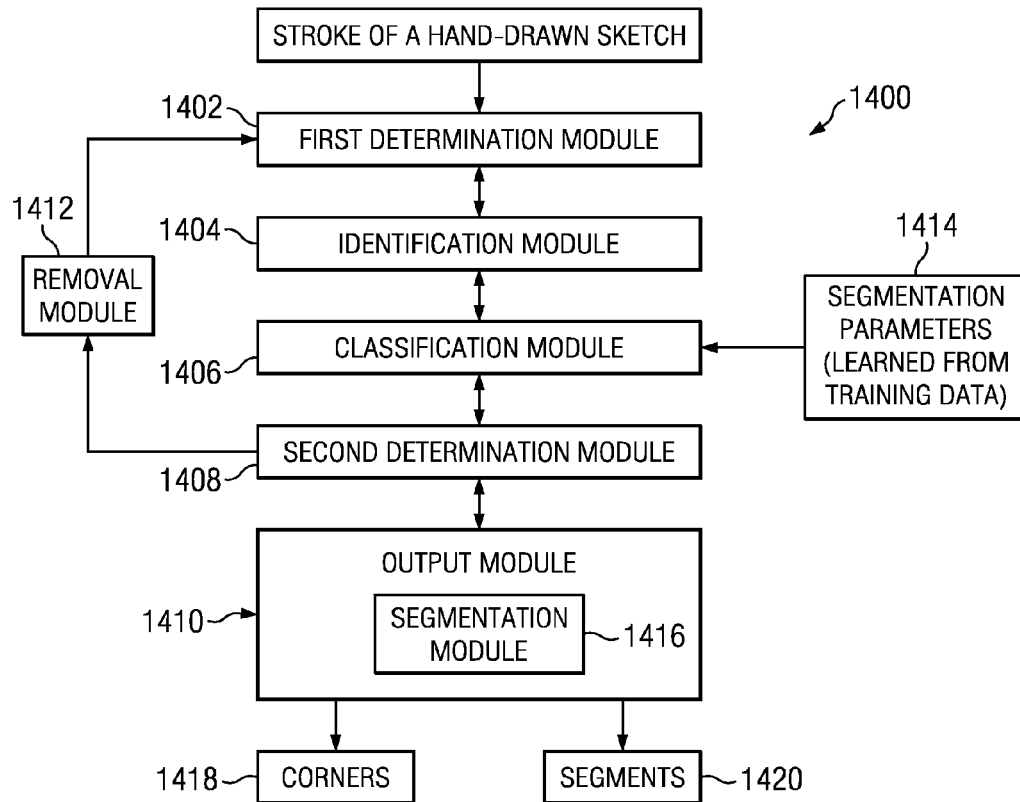 STROKE OF A HAND-DRAWN SKETCH
1402
1400
FIRST DETERMINATION MODULE
1412
1404
IDENTIFICATION MODULE
1414
REMOVAL
MODULE
SEGMENTATION
PARAMETERS
(LEARNED FROM
TRAINING DATA)
CLASSIFICATION MODULE
1406
SECOND DETERMINATION MODULE
1408
OUTPUT MODULE
1410
SEGMENTATION
MODULE
1416
1418
CORNERS
SEGMENTS
1420